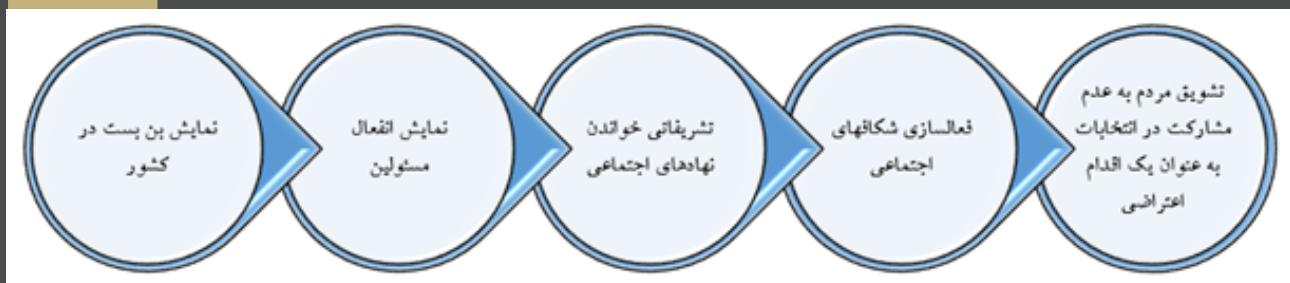 نمایش بن بست در
کشور
نمایش انفعال
مسئولین
تشریفاتی خواندن
نهادهای اجتماعی
فعالسازی شکافهای
اجتماعی
تشویق مردم به عدم
مشارکت در انتخابات
به عنوان یک اقدام
اعتراضی